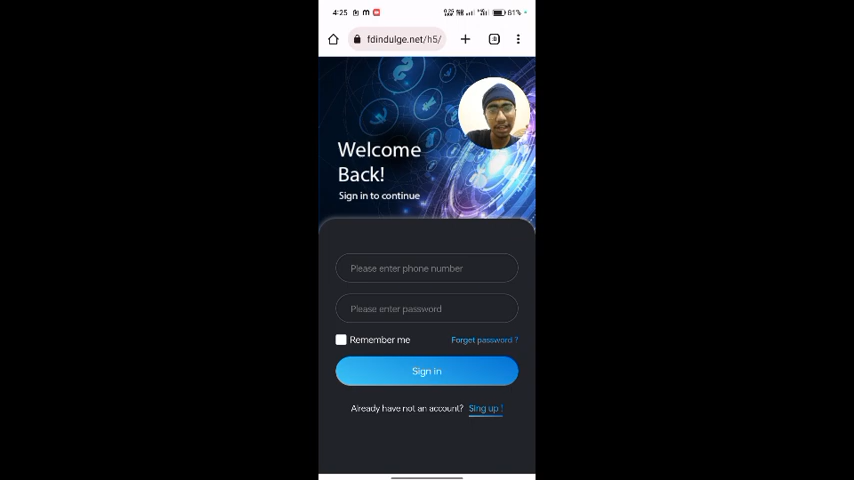 4:25
81%
fdindulge.net/h5/
Welcome
Back!
Sign in to continue
Please enter phone number
Please enter password
Remember me
Forget password ?
Sign in
Already have not an account? Sing up !